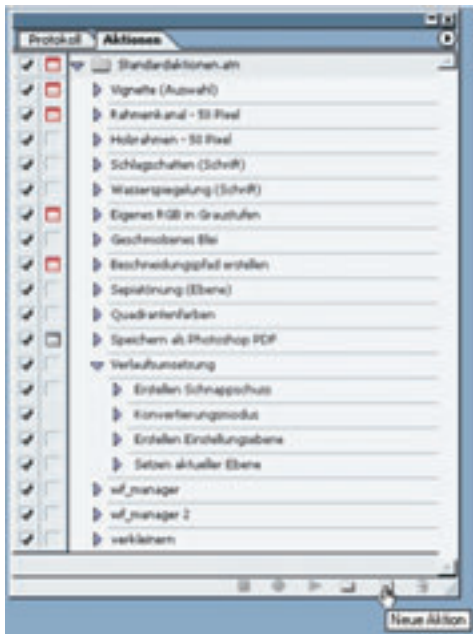 Protokoll Aktionen
Standardaktionen.atn
Vignette (Auswahl)
Rahmenkanal - 50 Pixel
Holzrahmen - 50 Pixel
Schlagschatten (Schrift)
Wasserspiegelung (Schrift)
Eigenes RGB in Graustufen
Geschmolzenes Blei
Beschneidungspfad erstellen
Sepiatönung (Ebene)
Quadrantenfarben
Speichern als Photoshop PDF
Verlaufsumsetzung
Erstellen Schnappschuss
Konvertierungsmodus
Erstellen Einstellungsebene
Setzen aktueller Ebene
wf_manager
wf_manager 2
verkleinern
Neue Aktion